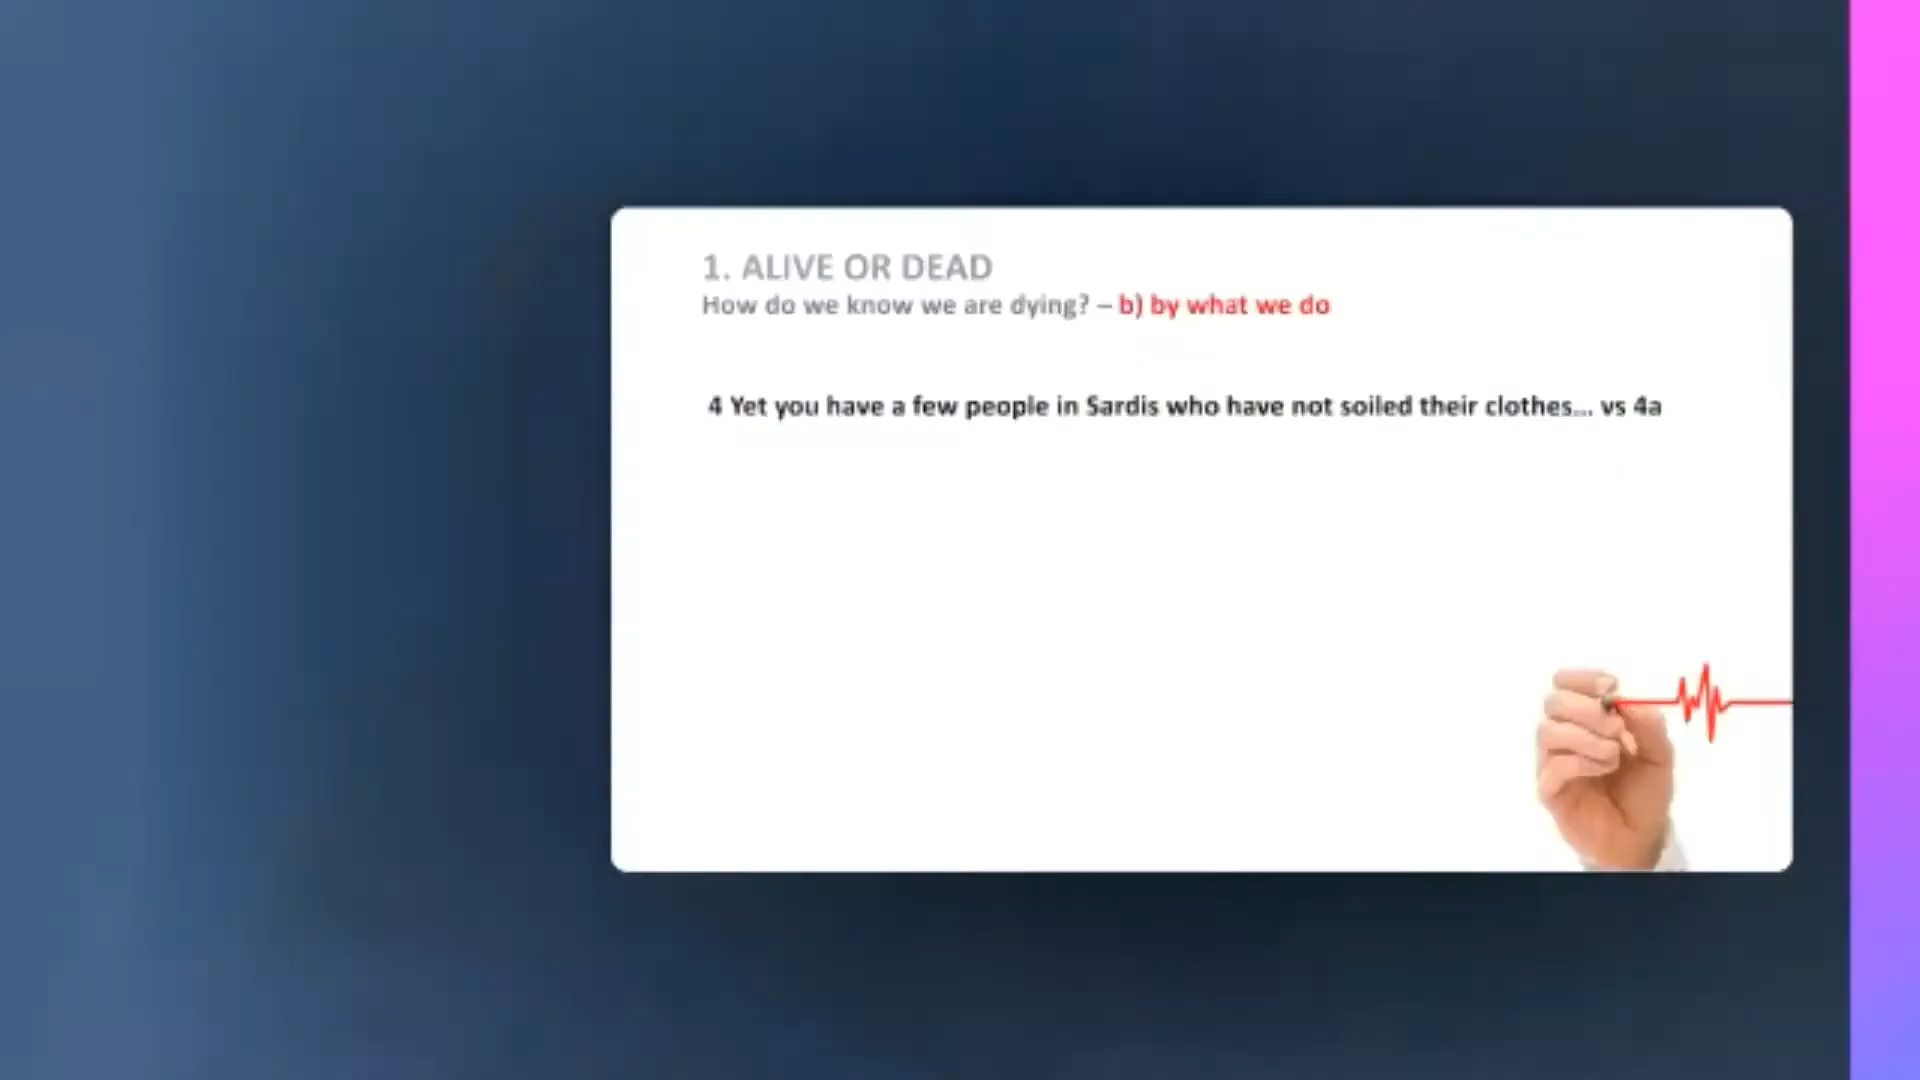 1. ALIVE OR DEAD
How do we know we are dying? – b) by what we do
4 Yet you have a few people in Sardis who have not soiled their clothes... vs 4a